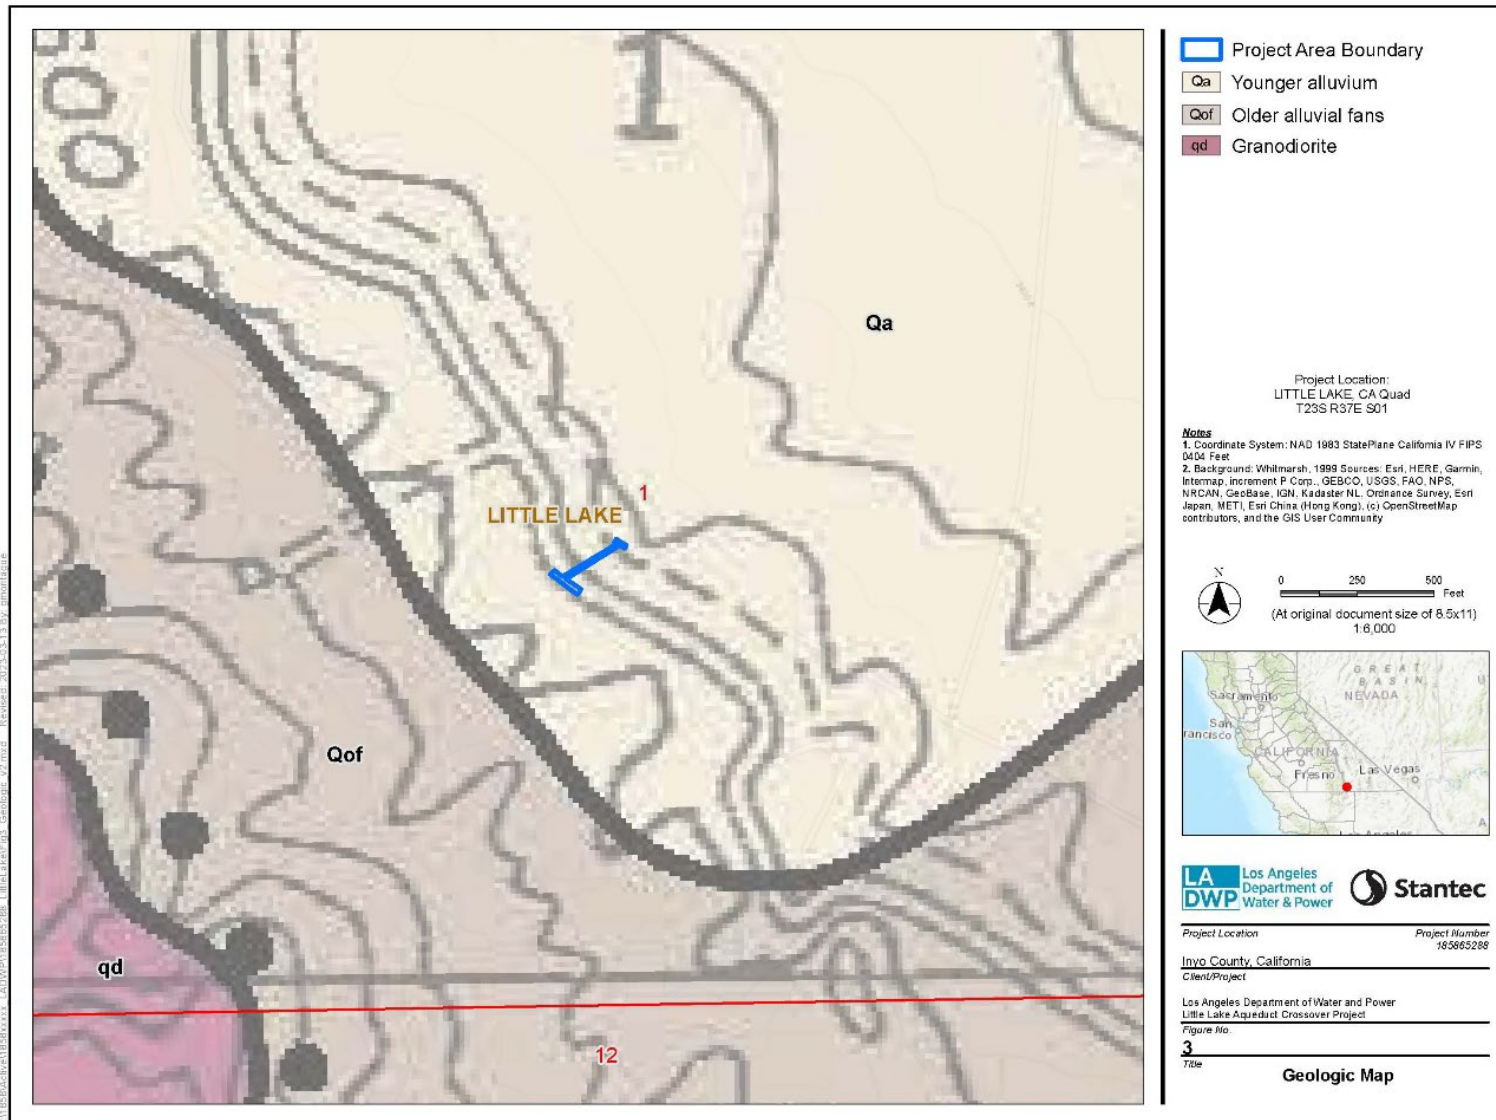 1
Qa
1
LITTLE LAKE
Qof
qd
12
Project Area Boundary
Qa Younger alluvium
Qof Older alluvial fans
qd Granodiorite
Project Location:
LITTLE LAKE, CA Quad
T23S R37E S01
Notes
1. Coordinate System: NAD 1983 StatePlane California IV FIPS
0404 Feet
2. Background: Whitmarsh, 1999 Sources: Esri, HERE, Garmin,
Intermap, increment P Corp., GEBCO, USGS, FAO, NPS,
NRCAN, GeoBase, IGN, Kadaster NL, Ordnance Survey, Esri
Japan, METI, Esri China (Hong Kong), (c) OpenStreetMap
contributors, and the GIS User Community
N
0 250 500
Feet
(At original document size of 8.5x11)
1:6,000
GREAT
BASIN
NEVADA
Sacramento
San
rancisco
CALIFORNIA
Fresno
Las Vegas
Los Angeles
LA
DWP
Los Angeles
Department of
Water & Power
Stantec
Project Location Project Number
185865288
Inyo County, California
Client/Project
Los Angeles Department of Water and Power
Little Lake Aqueduct Crossover Project
Figure No.
3
Title
Geologic Map